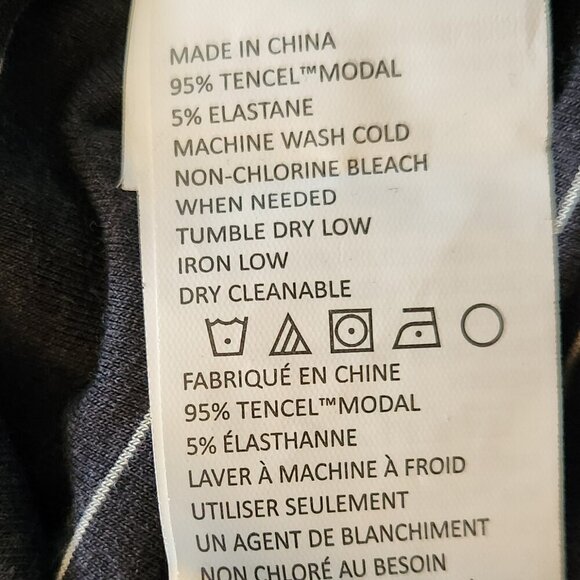 MADE IN CHINA
95% TENCEL™MODAL
5% ELASTANE
MACHINE WASH COLD
NON-CHLORINE BLEACH
WHEN NEEDED
TUMBLE DRY LOW
IRON LOW
DRY CLEANABLE
FABRIQUÉ EN CHINE
95% TENCEL™MODAL
5% ÉLASTHANNE
LAVER À MACHINE À FROID
UTILISER SEULEMENT
UN AGENT DE BLANCHIMENT
NON CHLORÉ AU BESOIN